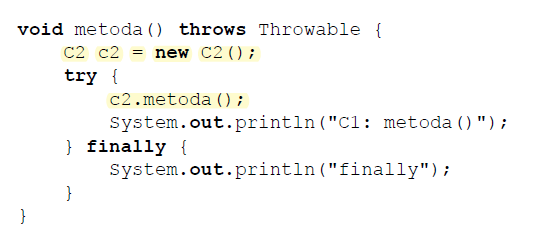 void metoda() throws Throwable {
    C2 c2 = new C2();
    try {
        c2.metoda();
        System.out.println("C1: metoda()");
    } finally {
        System.out.println("finally");
    }
}